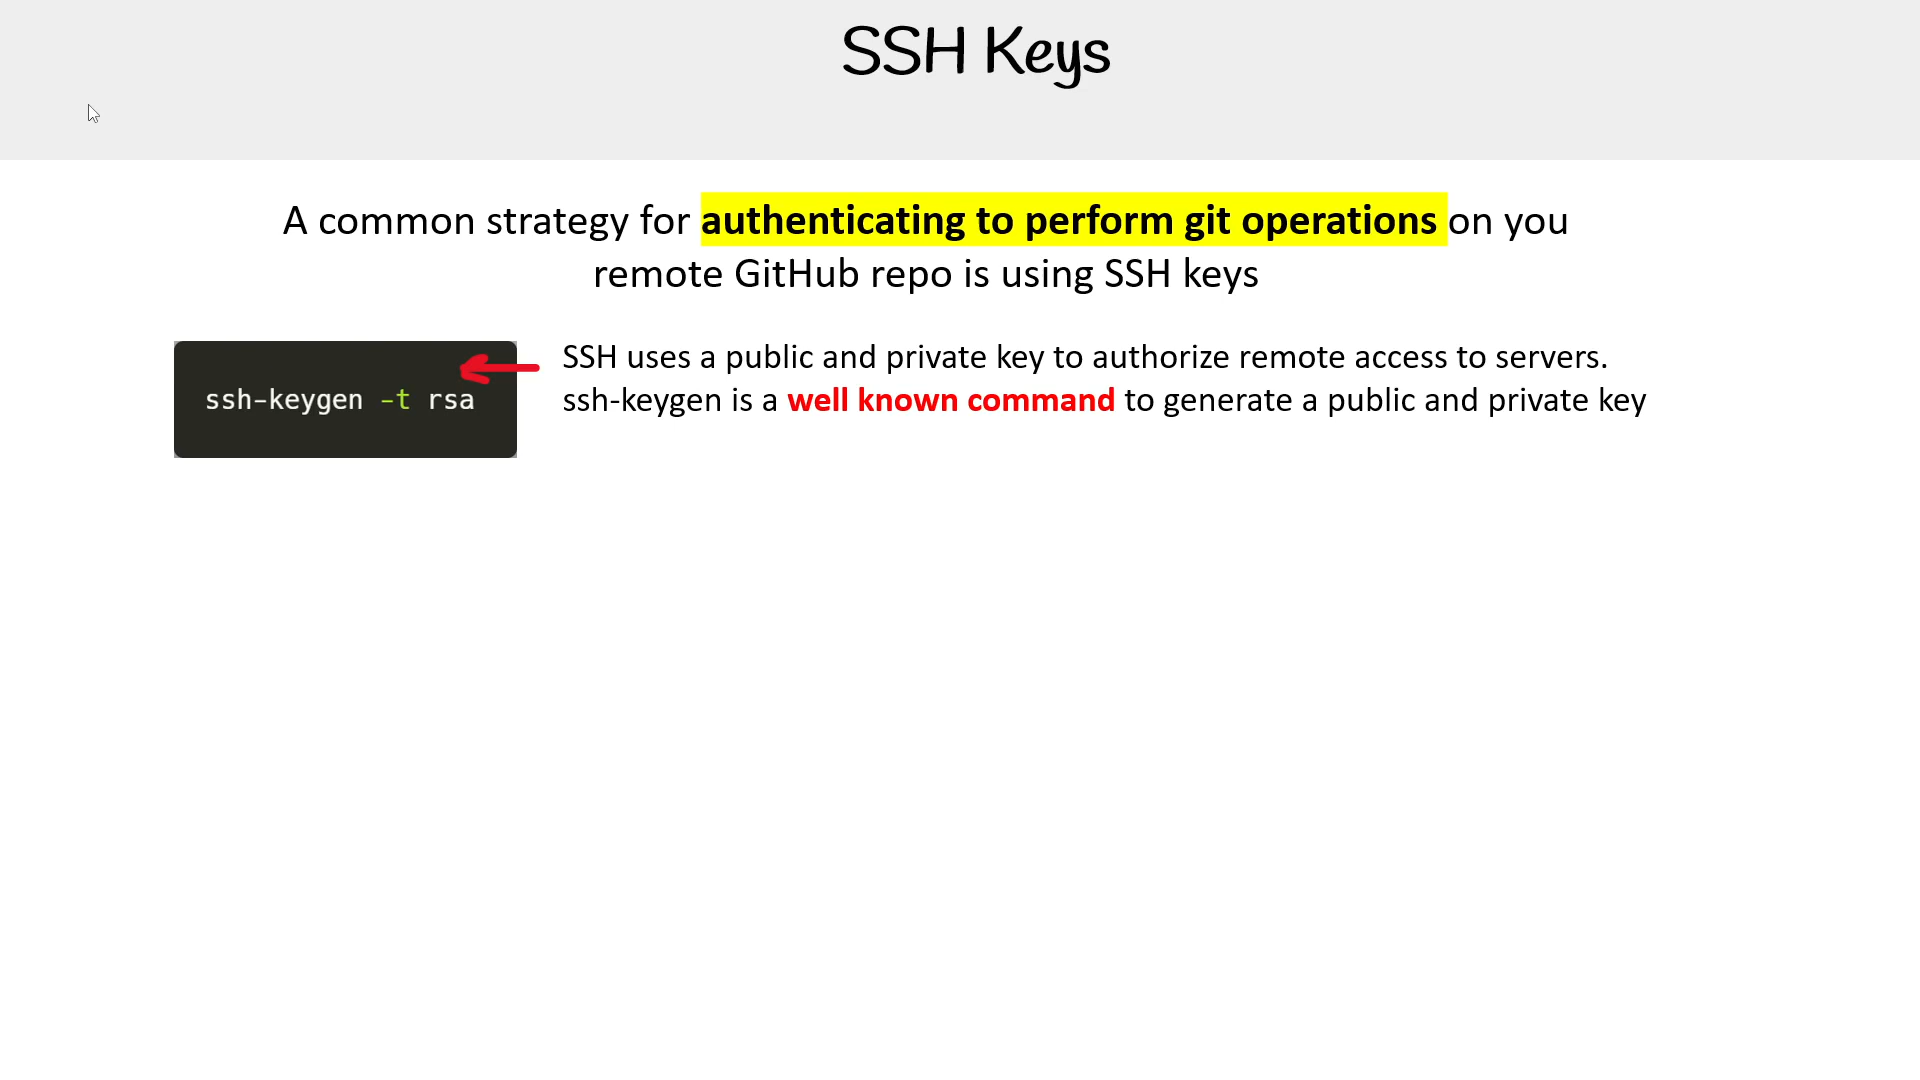 SSH Keys
A common strategy for authenticating to perform git operations on you
remote GitHub repo is using SSH keys
ssh-keygen -t rsa
SSH uses a public and private key to authorize remote access to servers.
ssh-keygen is a well known command to generate a public and private key